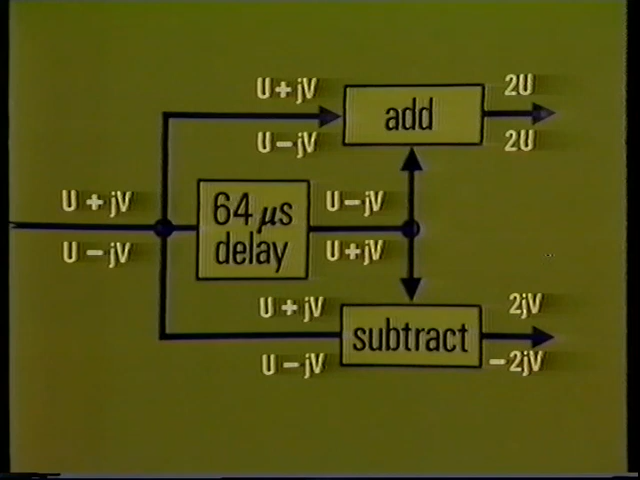 U + jV
U − jV
64 µs
delay
U + jV
U − jV
add
2U
2U
U − jV
U + jV
U + jV
U − jV
subtract
2jV
−2jV